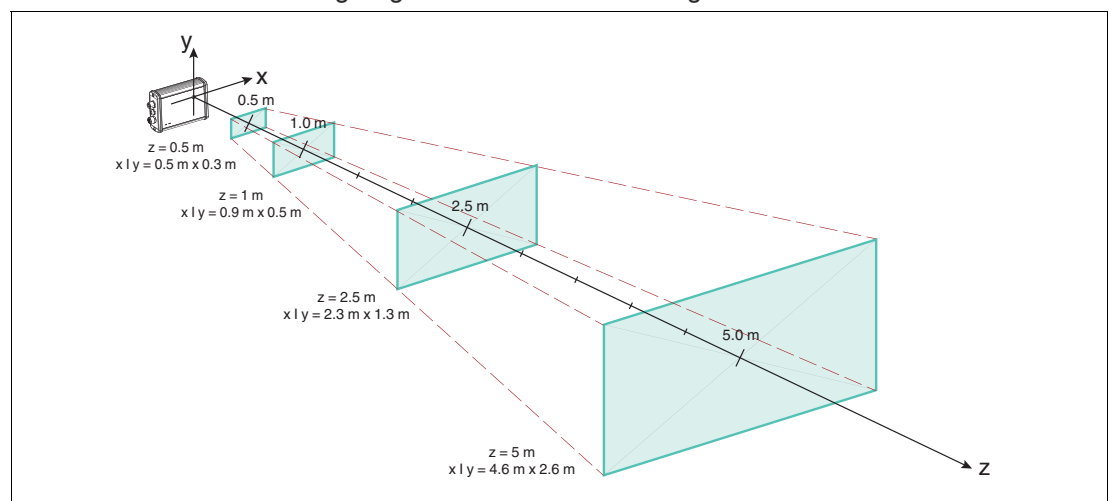 y
x
0.5 m
1.0 m
z = 0.5 m
x I y = 0.5 m x 0.3 m
z = 1 m
x I y = 0.9 m x 0.5 m
2.5 m
z = 2.5 m
x I y = 2.3 m x 1.3 m
5.0 m
z = 5 m
x I y = 4.6 m x 2.6 m
z